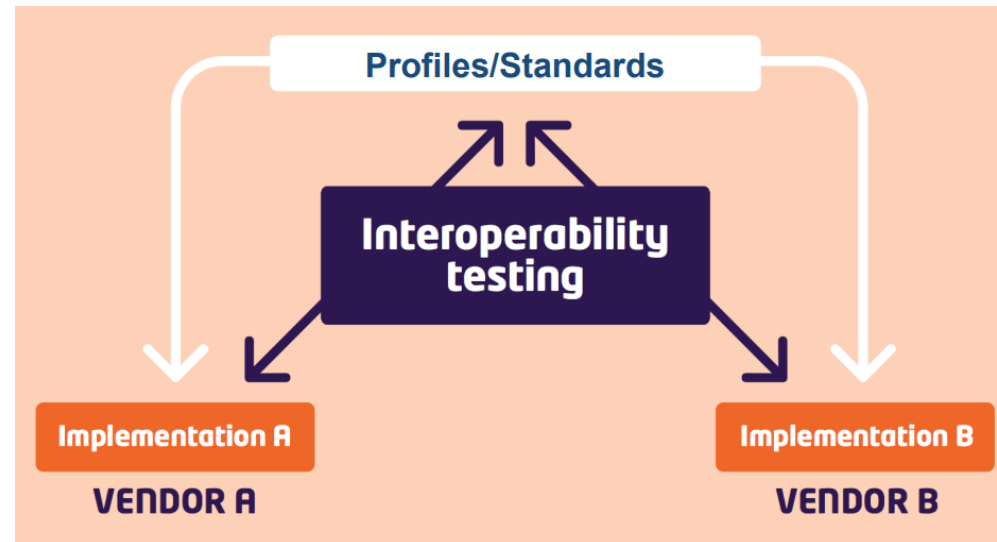 Profiles/Standards
Interoperability
testing
Implementation A
Implementation B
VENDOR A
VENDOR B